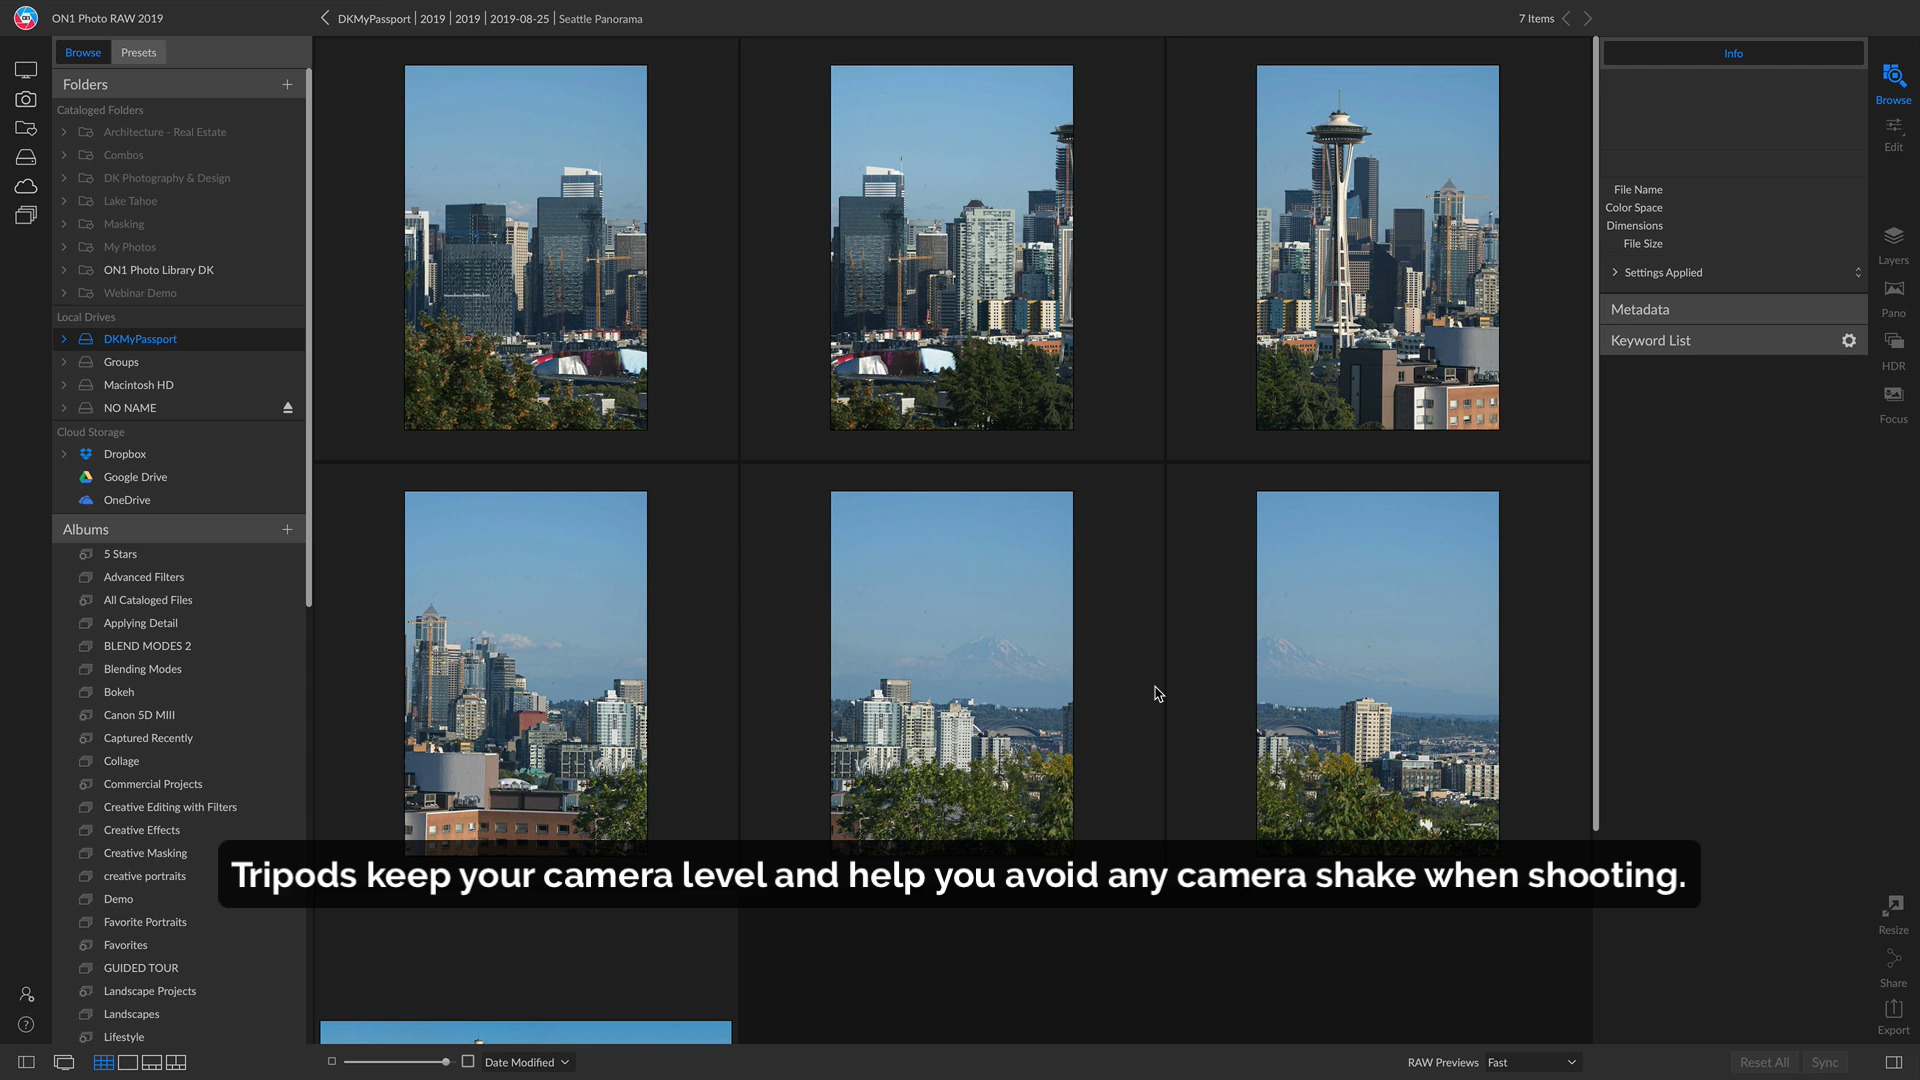 ON1 Photo RAW 2019
DKMyPassport | 2019 | 2019 | 2019-08-25 | Seattle Panorama
7 Items
Browse
Presets
Folders
Cataloged Folders
Architecture - Real Estate
Combos
DK Photography & Design
Lake Tahoe
Masking
My Photos
ON1 Photo Library DK
Webinar Demo
Local Drives
DKMyPassport
Groups
Macintosh HD
NO NAME
Cloud Storage
Dropbox
Google Drive
OneDrive
Albums
5 Stars
Advanced Filters
All Cataloged Files
Applying Detail
BLEND MODES 2
Blending Modes
Bokeh
Canon 5D MIII
Captured Recently
Collage
Commercial Projects
Creative Editing with Filters
Creative Effects
Creative Masking
creative portraits
Demo
Favorite Portraits
Favorites
GUIDED TOUR
Landscape Projects
Landscapes
Lifestyle
Tripods keep your camera level and help you avoid any camera shake when shooting.
Info
File Name
Color Space
Dimensions
File Size
Settings Applied
Metadata
Keyword List
Browse
Edit
Layers
Pano
HDR
Focus
Resize
Share
Export
Date Modified
RAW Previews Fast
Reset All
Sync